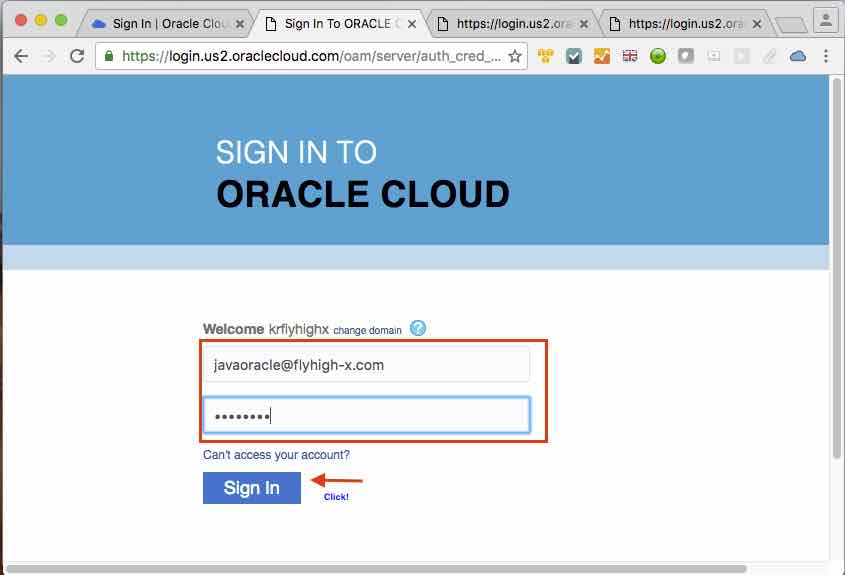 Sign In | Oracle Clou
Sign In To ORACLE C
https://login.us2.ora
https://login.us2.ora
https://login.us2.oraclecloud.com/oam/server/auth_cred_...
SIGN IN TO
ORACLE CLOUD
Welcome krflyhighx change domain ?
javaoracle@flyhigh-x.com
••••••••
Can't access your account?
Sign In
Click!